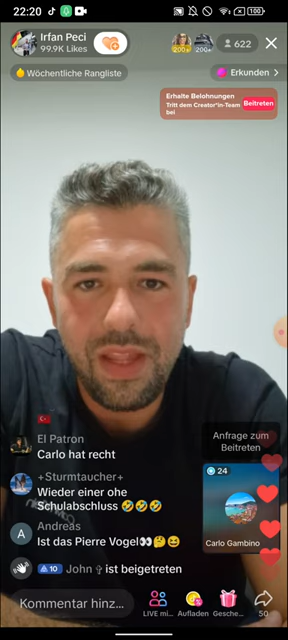 22:20
100
Irfan Peci
99.9K Likes
200+
200+
622
Wöchentliche Rangliste
Erkunden >
Erhalte Belohnungen
Tritt dem Creator*in-Team bei
Beitreten
Anfrage zum
Beitreten
El Patron
Carlo hat recht
24
+Sturmtaucher+
Wieder einer ohe
Schulabschluss 🤣🤣🤣
Carlo Gambino
A
Andreas
Ist das Pierre Vogel👀🤔😆
10 John ✞ ist beigetreten
Kommentar hinz...
LIVE mi...
Aufladen
Gesche...
50